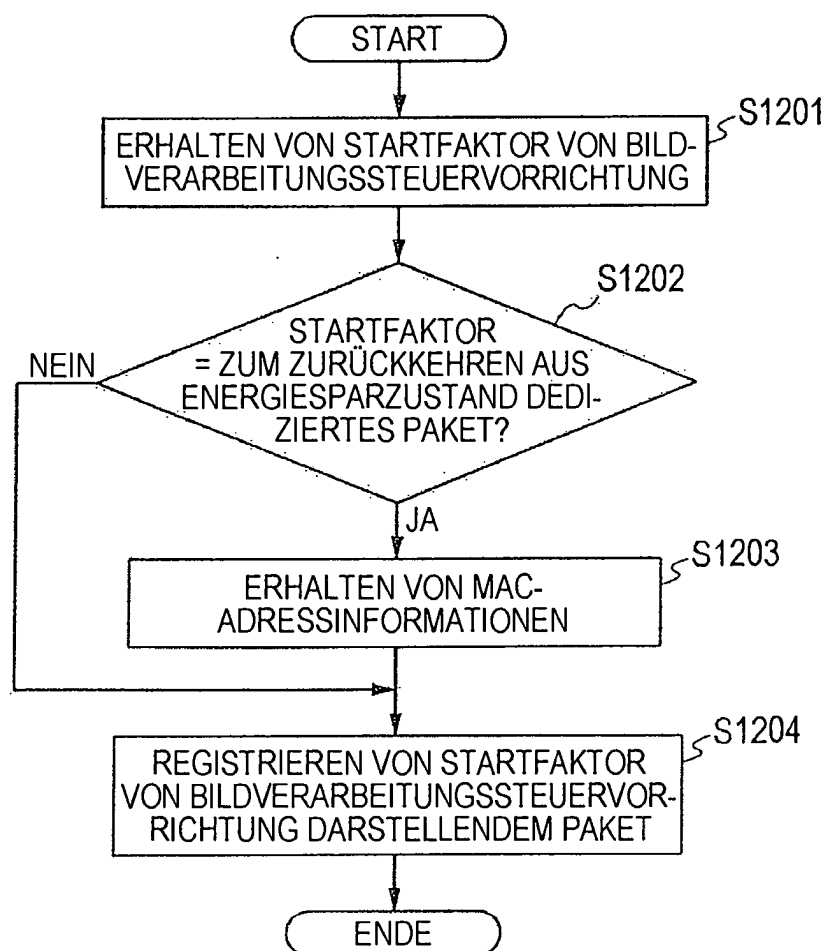 START
S1201
ERHALTEN VON STARTFAKTOR VON BILD-
VERARBEITUNGSSTEUERVORRICHTUNG
S1202
STARTFAKTOR
= ZUM ZURÜCKKEHREN AUS
ENERGIESPARZUSTAND DEDI-
ZIERTES PAKET?
NEIN
JA
S1203
ERHALTEN VON MAC-
ADRESSINFORMATIONEN
S1204
REGISTRIEREN VON STARTFAKTOR
VON BILDVERARBEITUNGSSTEUERVOR-
RICHTUNG DARSTELLENDEM PAKET
ENDE